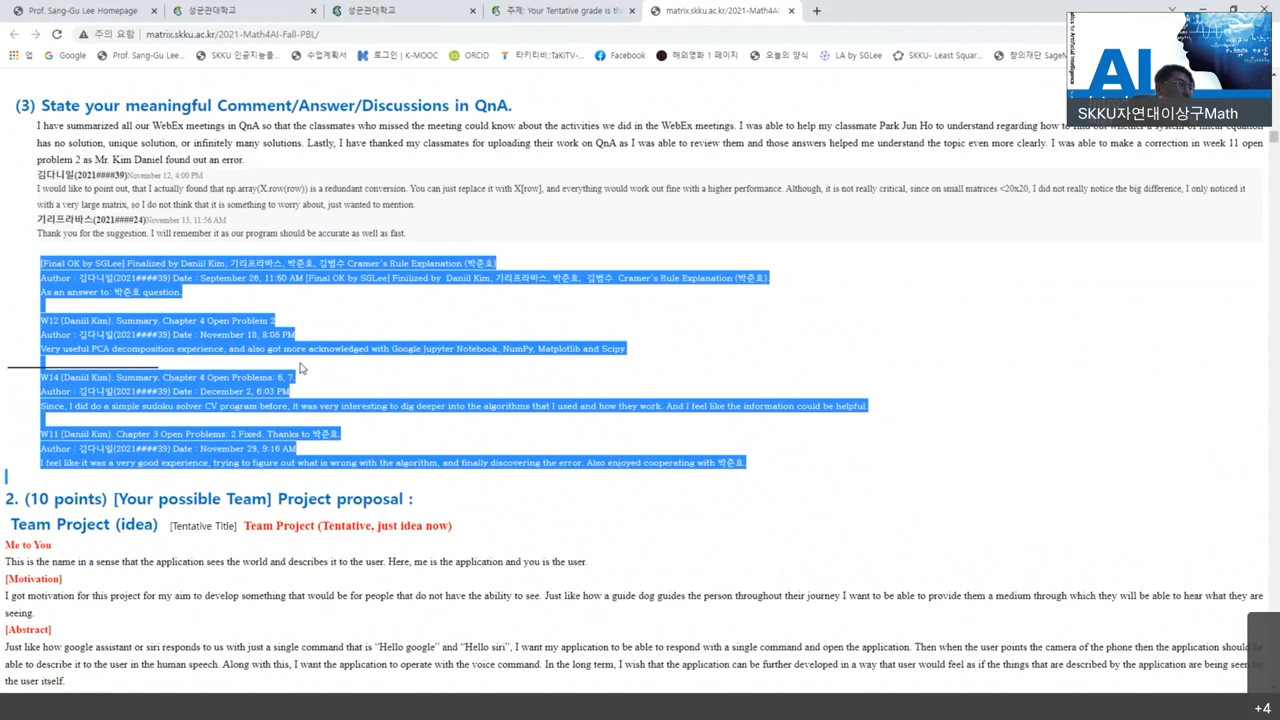 Prof. Sang-Gu Lee Homepage
성균관대학교
성균관대학교
주제: Your Tentative grade is the
matrix.skku.ac.kr/2021-Math4AI-
주의 요함
matrix.skku.ac.kr/2021-Math4AI-Fall-PBL/
앱
Google
Prof. Sang-Gu Lee...
SKKU 인공지능을...
수업계획서
로그인 | K-MOOC
ORCID
타키티비:TaKiTV-...
Facebook
해외영화 1 페이지
오늘의 양식
LA by SGLee
SKKU- Least Squar...
창의재단
AI
SKKU자연대이상구Math
(3) State your meaningful Comment/Answer/Discussions in QnA.
I have summarized all our WebEx meetings in QnA so that the classmates who missed the meeting could know about the activities we did in the WebEx meetings. I was able to help my classmate Park Jun Ho to understand regarding how to find out whether a system of linear equation
has no solution, unique solution, or infinitely many solutions. Lastly, I have thanked my classmates for uploading their work on QnA as I was able to review them and those answers helped me understand the topic even more clearly. I was able to make a correction in week 11 open
problem 2 as Mr. Kim Daniel found out an error.
김다니일(2021####39)November 12, 4:00 PM
I would like to point out, that I actually found that np.array(X.row(row)) is a redundant conversion. You can just replace it with X[row], and everything would work out fine with a higher performance. Although, it is not really critical, since on small matrices <20x20, I did not really notice the big difference, I only noticed it
with a very large matrix, so I do not think that it is something to worry about, just wanted to mention.
기리프라바스(2021####24)November 15, 11:36 AM
Thank you for the suggestion. I will remember it as our program should be accurate as well as fast.
[Final OK by SGLee] Finalized by Daniil Kim, 기리프라바스, 박준호, 김범수 Cramer's Rule Explanation (박준호)
Author : 김다니일(2021####39) Date : September 26, 11:50 AM [Final OK by SGLee] Finilized by Daniil Kim, 기리프라바스, 박준호, 김범수 Cramer's Rule Explanation (박준호).
As an answer to: 박준호 question.
W12 (Daniil Kim). Summary. Chapter 4 Open Problem 2
Author : 김다니일(2021####39) Date : November 18, 8:05 PM
Very useful PCA decomposition experience, and also got more acknowledged with Google Jupyter Notebook, NumPy, Matplotlib and Scipy.
W14 (Daniil Kim). Summary. Chapter 4 Open Problems: 6, 7.
Author : 김다니일(2021####39) Date : December 2, 6:03 PM
Since, I did do a simple sudoku solver CV program before, it was very interesting to dig deeper into the algorithms that I used and how they work. And I feel like the information could be helpful.
W11 (Daniil Kim). Chapter 3 Open Problems: 2 Fixed. Thanks to 박준호.
Author : 김다니일(2021####39) Date : November 29, 9:16 AM
I feel like it was a very good experience, trying to figure out what is wrong with the algorithm, and finally discovering the error. Also enjoyed cooperating with 박준호.
2. (10 points) [Your possible Team] Project proposal :
Team Project (idea) [Tentative Title] Team Project (Tentative, just idea now)
Me to You
This is the name in a sense that the application sees the world and describes it to the user. Here, me is the application and you is the user.
[Motivation]
I got motivation for this project for my aim to develop something that would be for people that do not have the ability to see. Just like how a guide dog guides the person throughout their journey I want to be able to provide them a medium through which they will be able to hear what they are
seeing.
[Abstract]
Just like how google assistant or siri responds to us with just a single command that is "Hello google" and "Hello siri", I want my application to be able to respond with a single command and open the application. Then when the user points the camera of the phone then the application should be
able to describe it to the user in the human speech. Along with this, I want the application to operate with the voice command. In the long term, I wish that the application can be further developed in a way that user would feel as if the things that are described by the application are being seen by
the user itself.
+4